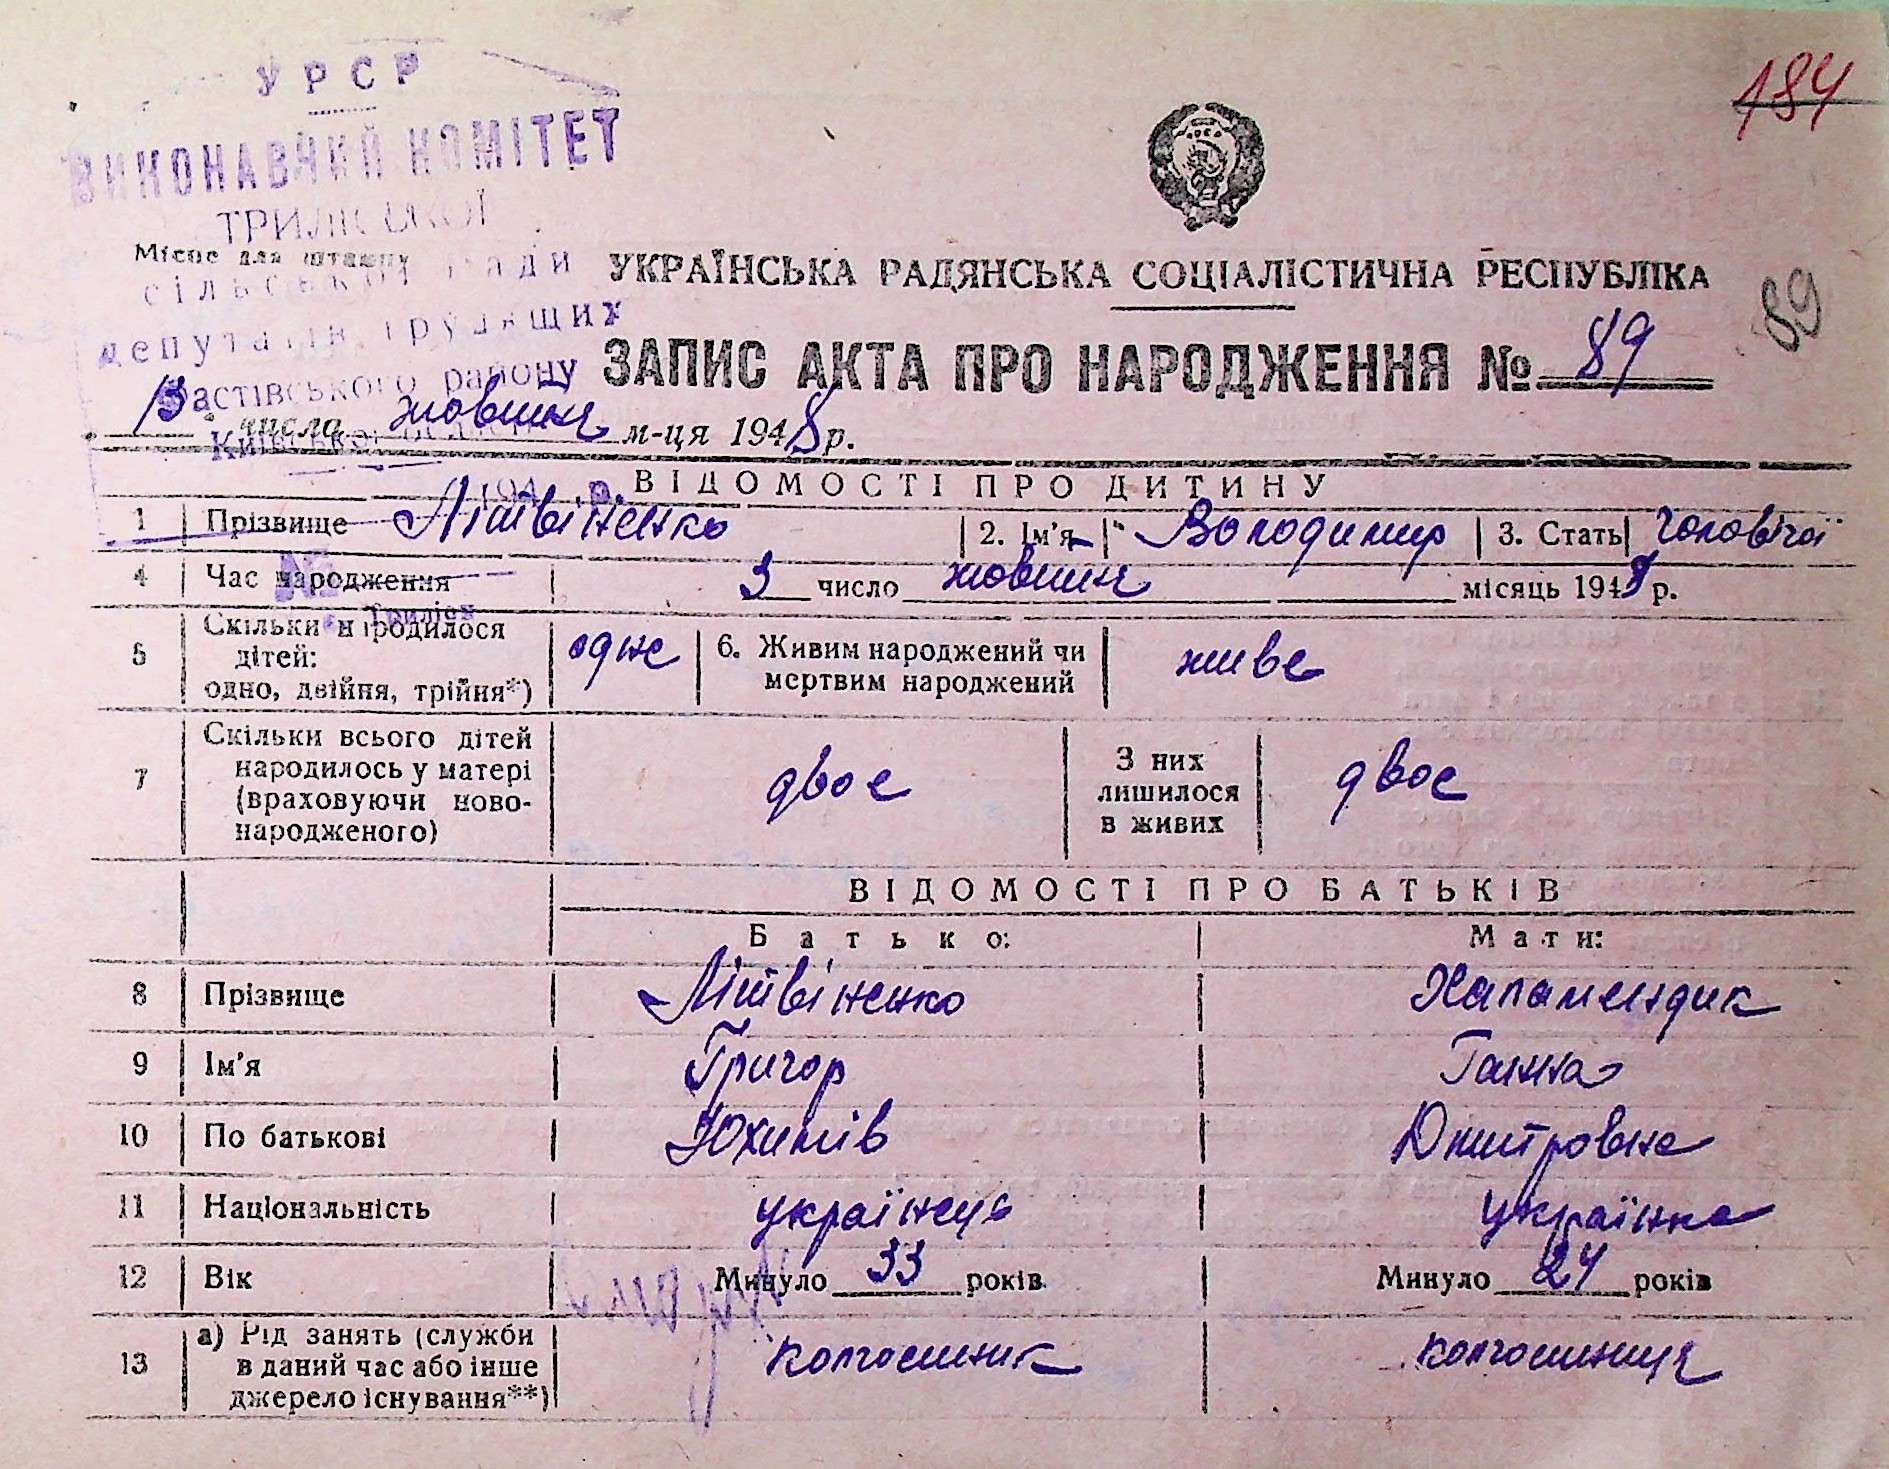 УРСР
ВИКОНАВЧИЙ КОМІТЕТ
ТРИЛІСЬКОЇ
Місце для штампу
сільської ради
депутатів трудящих
Фастівського району
Київської області
194 р.
№
с. Триліси
184
89
УКРАЇНСЬКА РАДЯНСЬКА СОЦІАЛІСТИЧНА РЕСПУБЛІКА
ЗАПИС АКТА ПРО НАРОДЖЕННЯ № 89
13 числа жовтня м-ця 1948 р.
ВІДОМОСТІ ПРО ДИТИНУ
1 Прізвище Літвіненко 2. Ім'я Володимир 3. Стать чоловічої
4 Час народження 3 число жовтня місяць 1948 р.
5 Скільки народилося дітей: одно, двійня, трійня*) одне 6. Живим народжений чи мертвим народжений живе
7 Скільки всього дітей народилось у матері (враховуючи новонародженого) двоє З них лишилося в живих двоє
ВІДОМОСТІ ПРО БАТЬКІВ
Батько: Мати:
8 Прізвище Літвіненко Халамендик
9 Ім'я Григор Ганна
10 По батькові Юхимів Дмитровна
11 Національність українець українка
12 Вік Минуло 33 років Минуло 24 років
13 а) Рід занять (служби в даний час або інше джерело існування**) колгоспник колгоспниця